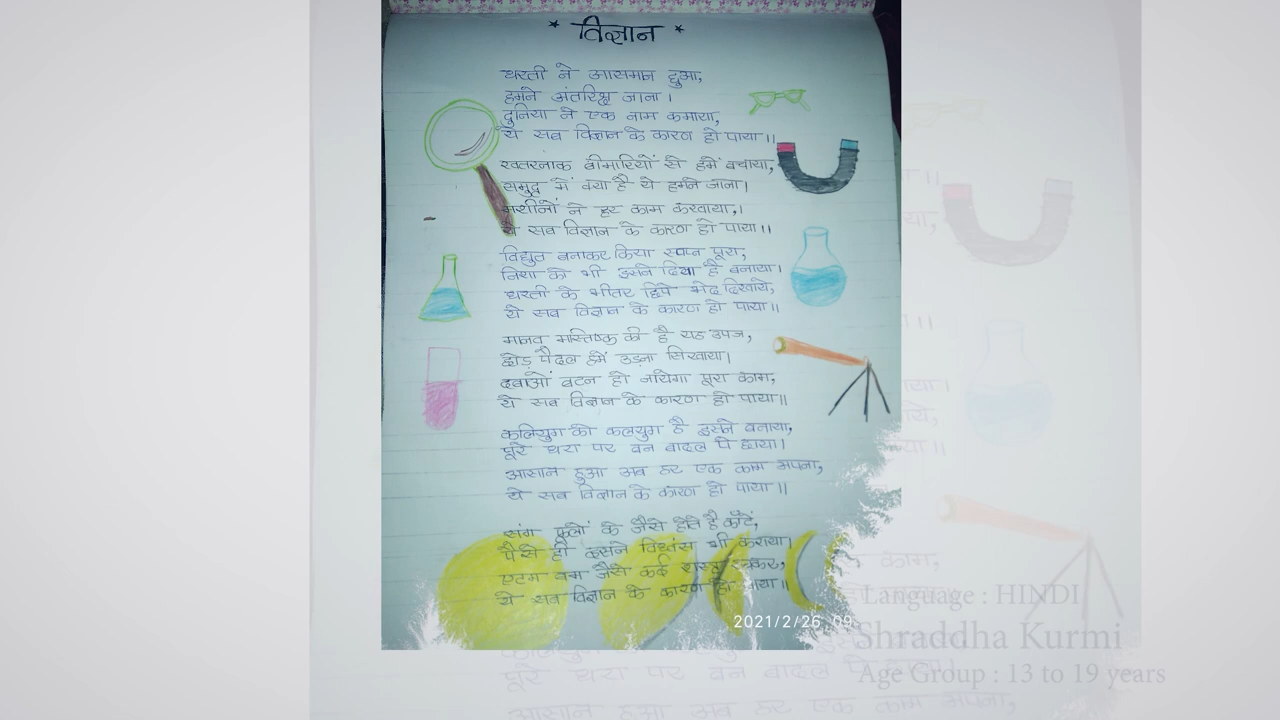 * विज्ञान *
धरती ने आसमान छुआ,
हमने अंतरिक्ष जाना।
दुनिया ने एक नाम कमाया,
ये सब विज्ञान के कारण हो पाया।।
खतरनाक बीमारियों से हमें बचाया,
समुद्र में क्या है ये हमने जाना।
मशीनों ने हर काम करवाया,।
ये सब विज्ञान के कारण हो पाया।।
विद्युत बनाकर किया स्वप्न पूरा,
को भी इसने दिया है बनाया।
धरती के भीतर छिपे भेद दिखाये,
ये सब विज्ञान के कारण हो पाया।।
मानव मस्तिष्क की है यह उपज,
छोड़ पैदल हमें उड़ना सिखाया।
दबाओं बटन हो जायेगा पूरा काम,
ये सब विज्ञान के कारण हो पाया।।
कलियुग को कलयुग है इसने बनाया,
पूरे धरा पर बन बादल ये छाया।
आसान हुआ अब हर एक काम अपना,
ये सब विज्ञान के कारण हो पाया।।
संग फूलों के जैसे होते है काँटें,
वैसे ही इसने विध्वंस भी कराया।
एटम बम जैसे कई शस्त्र रचकर,
ये सब विज्ञान के कारण हो पाया।।
2021/2/26 09
Language : HINDI
Shraddha Kurmi
Age Group : 13 to 19 years